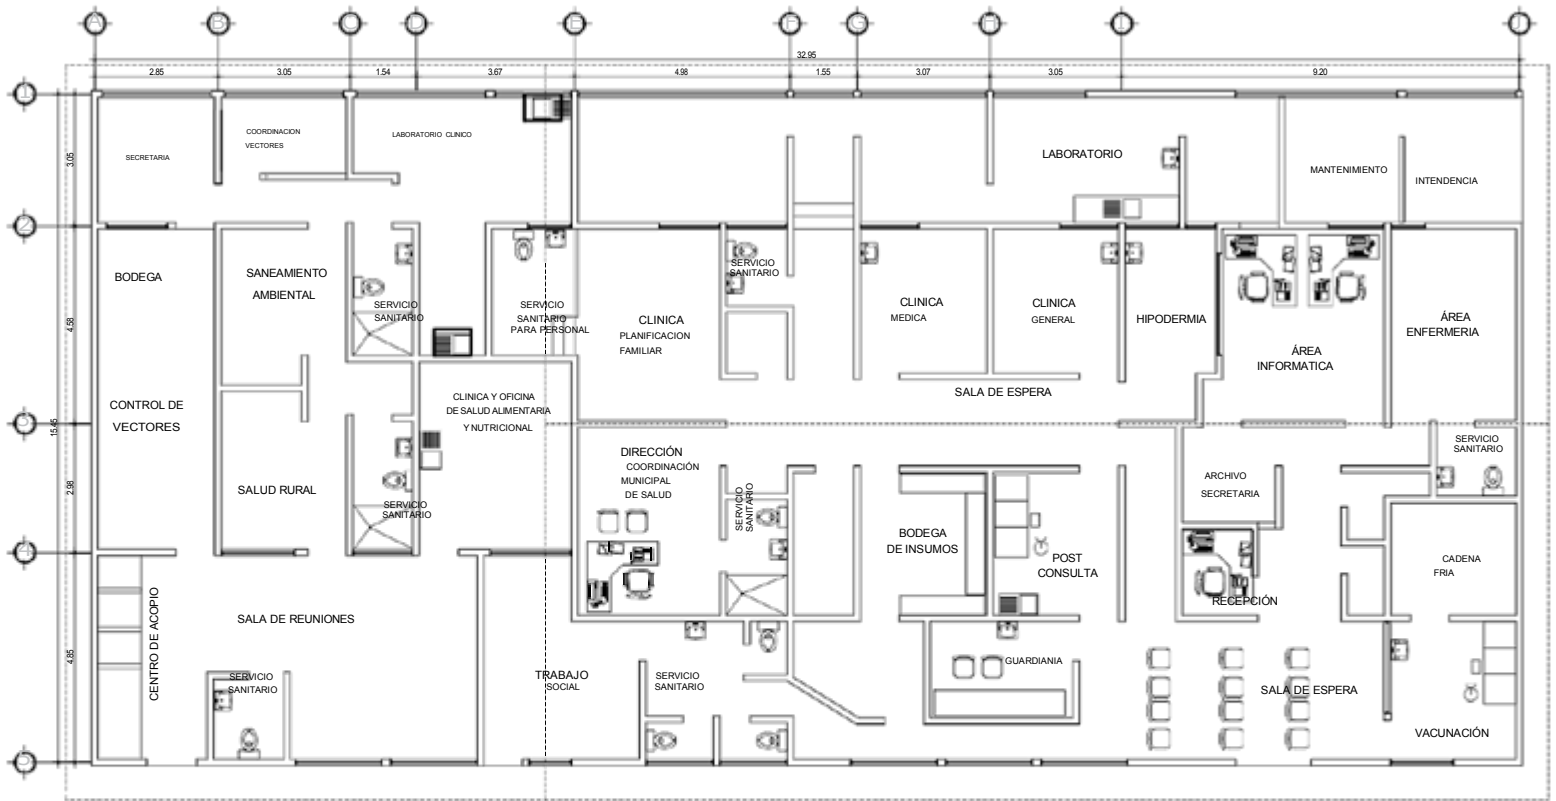 A B C D E F G H I J
32.95
2.85 3.05 1.54 3.67 4.98 1.55 3.07 3.05 9.20
1
2
3
4
5
3.05
4.58
15.45
2.98
4.85
SECRETARIA
COORDINACION
VECTORES
LABORATORIO CLINICO
LABORATORIO
MANTENIMIENTO
INTENDENCIA
BODEGA
SANEAMIENTO
AMBIENTAL
SERVICIO
SANITARIO
SERVICIO
SANITARIO
PARA PERSONAL
CLINICA
PLANIFICACION
FAMILIAR
SERVICIO
SANITARIO
CLINICA
MEDICA
CLINICA
GENERAL
HIPODERMIA
ÁREA
INFORMATICA
ÁREA
ENFERMERIA
SALA DE ESPERA
CONTROL DE
VECTORES
CLINICA Y OFICINA
DE SALUD ALIMENTARIA
Y NUTRICIONAL
SALUD RURAL
SERVICIO
SANITARIO
DIRECCIÓN
COORDINACIÓN
MUNICIPAL
DE SALUD
SERVICIO
SANITARIO
BODEGA
DE INSUMOS
POST
CONSULTA
ARCHIVO
SECRETARIA
SERVICIO
SANITARIO
CADENA
FRIA
RECEPCIÓN
CENTRO DE ACOPIO
SALA DE REUNIONES
SERVICIO
SANITARIO
TRABAJO
SOCIAL
SERVICIO
SANITARIO
GUARDIANIA
SALA DE ESPERA
VACUNACIÓN